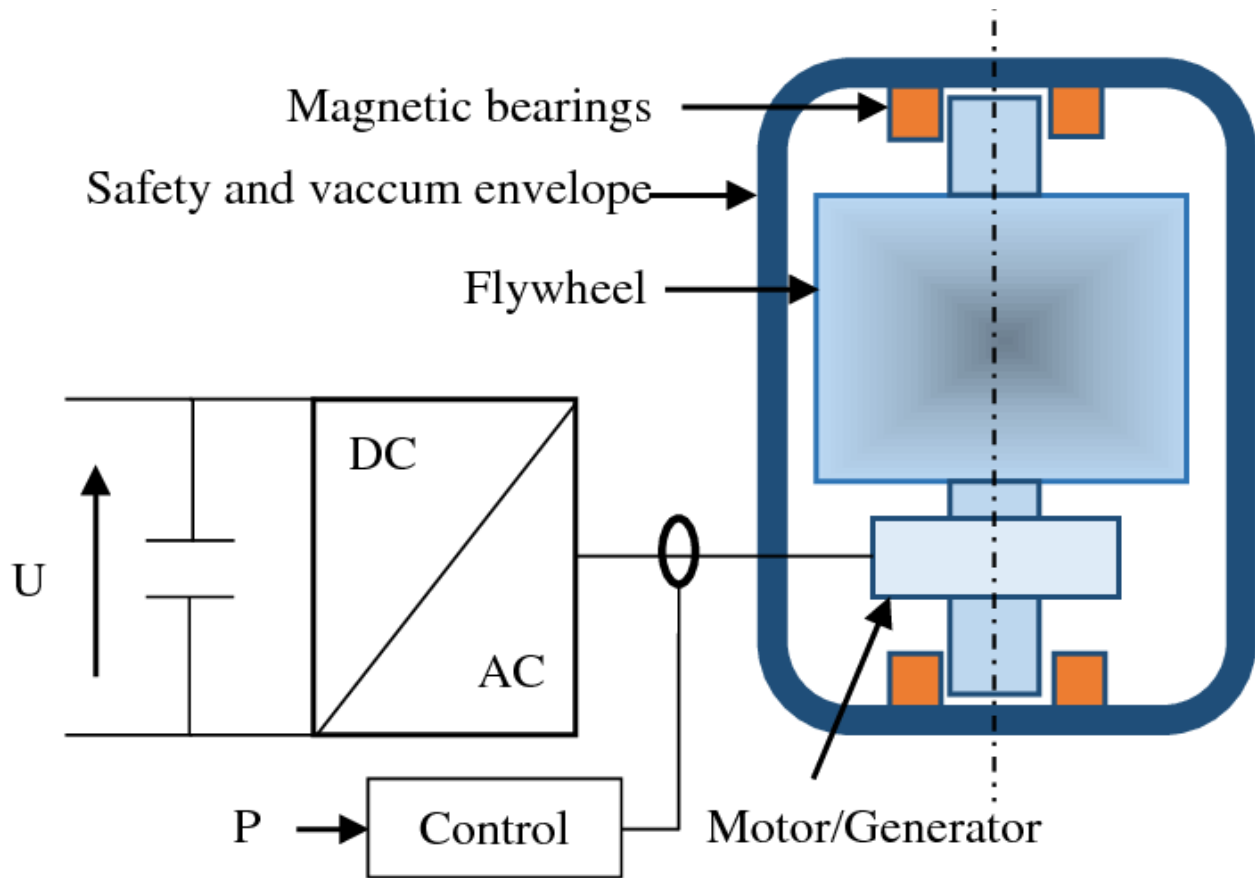 Magnetic bearings
Safety and vaccum envelope
Flywheel
DC
U
AC
P
Control
Motor/Generator